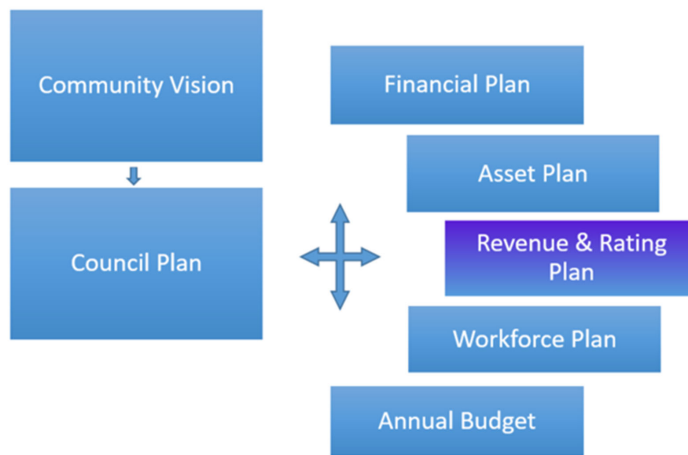 Community Vision
Council Plan
Financial Plan
Asset Plan
Revenue & Rating
Plan
Workforce Plan
Annual Budget